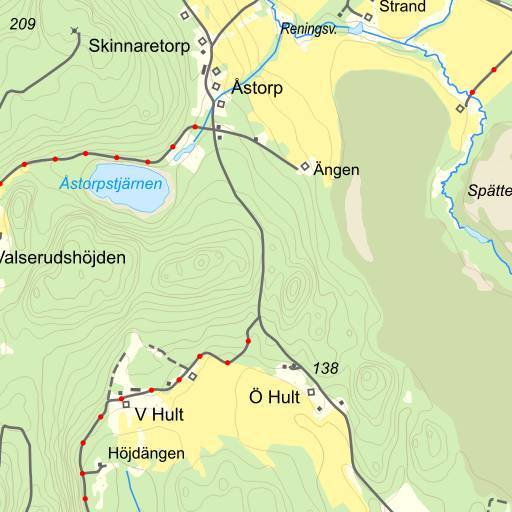 209
Strand
Reningsv.
Skinnaretorp
Åstorp
Ängen
Åstorpstjärnen
Spätte
Valserudshöjden
138
Ö Hult
V Hult
Höjdängen